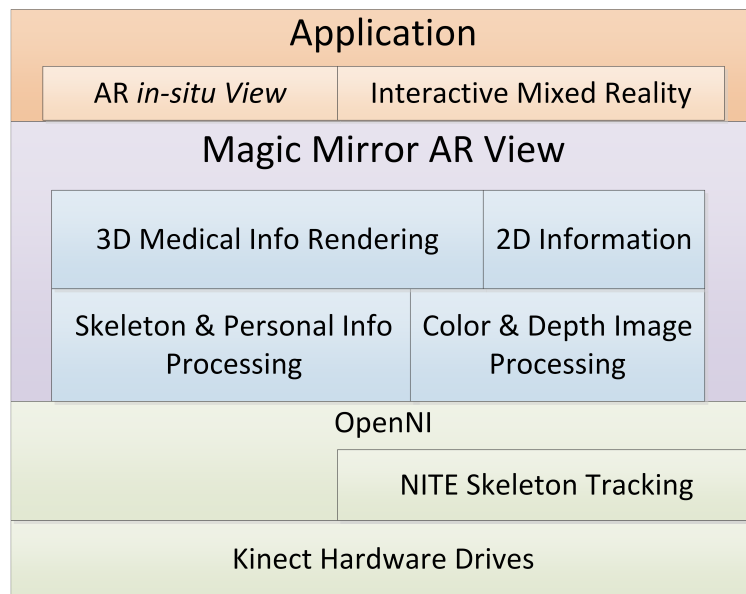 Application
AR in-situ View
Interactive Mixed Reality
Magic Mirror AR View
3D Medical Info Rendering
2D Information
Skeleton & Personal Info
Processing
Color & Depth Image
Processing
OpenNI
NITE Skeleton Tracking
Kinect Hardware Drives